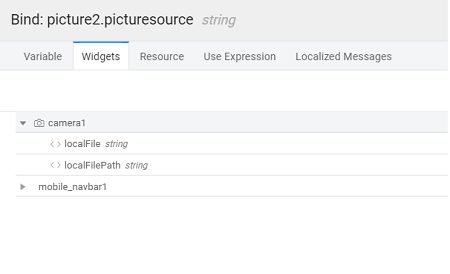 Bind: picture2.picturesource string
Variable Widgets Resource Use Expression Localized Messages
camera1
<> localFile string
<> localFilePath string
mobile_navbar1